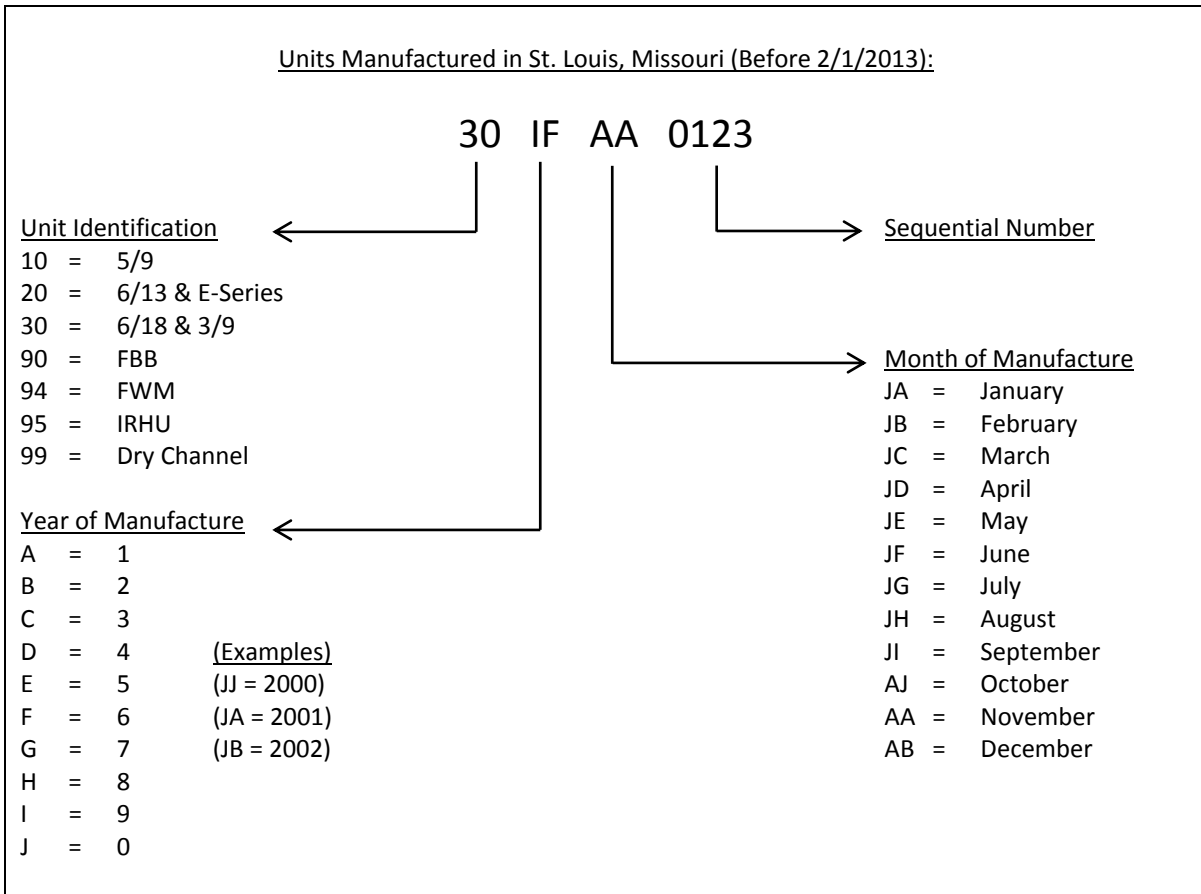 Units Manufactured in St. Louis, Missouri (Before 2/1/2013):
30 IF AA 0123
Unit Identification
10 = 5/9
20 = 6/13 & E-Series
30 = 6/18 & 3/9
90 = FBB
94 = FWM
95 = IRHU
99 = Dry Channel
Year of Manufacture
A = 1
B = 2
C = 3
D = 4 (Examples)
E = 5 (JJ = 2000)
F = 6 (JA = 2001)
G = 7 (JB = 2002)
H = 8
I = 9
J = 0
Sequential Number
Month of Manufacture
JA = January
JB = February
JC = March
JD = April
JE = May
JF = June
JG = July
JH = August
JI = September
AJ = October
AA = November
AB = December